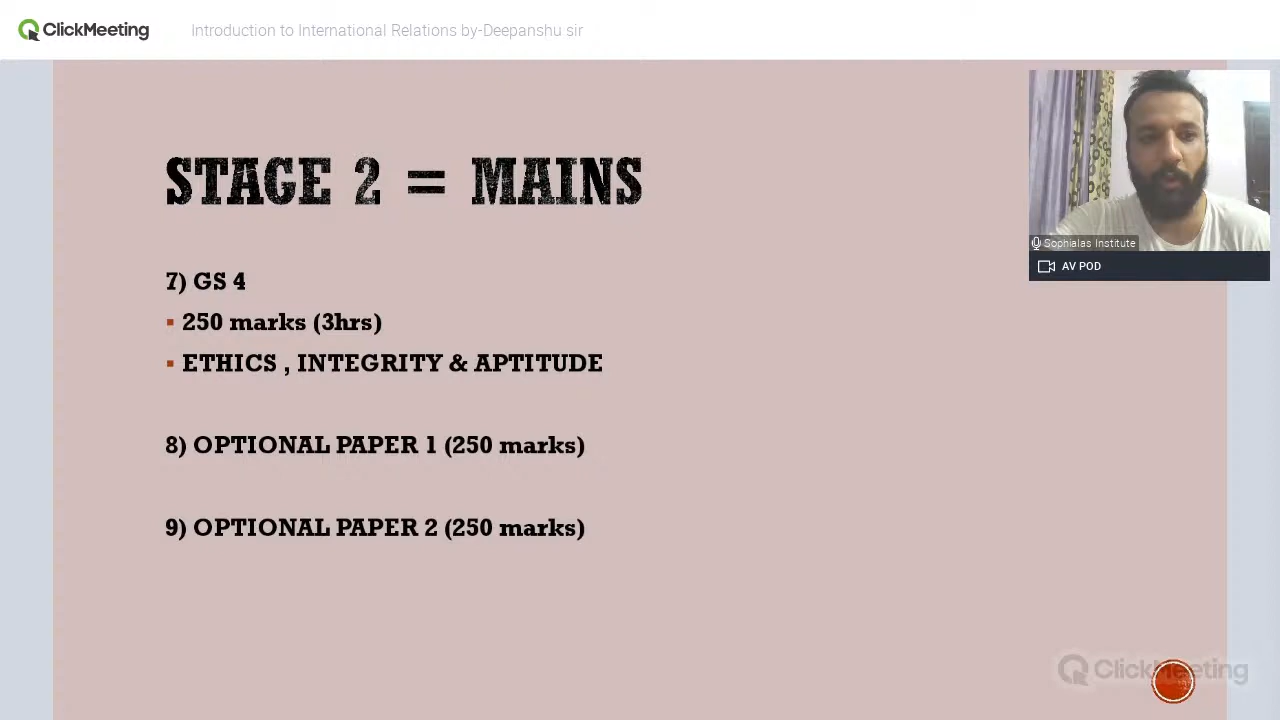 ClickMeeting
Introduction to International Relations by-Deepanshu sir
STAGE 2 = MAINS
7) GS 4
▪ 250 marks (3hrs)
▪ ETHICS , INTEGRITY & APTITUDE
8) OPTIONAL PAPER 1 (250 marks)
9) OPTIONAL PAPER 2 (250 marks)
SophiaIas Institute
AV POD
ClickMeeting